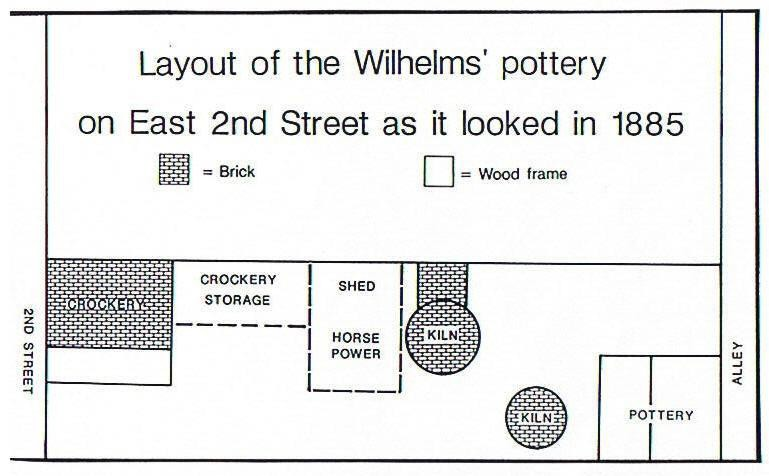 Layout of the Wilhelms' pottery
on East 2nd Street as it looked in 1885
= Brick
= Wood frame
CROCKERY
CROCKERY
STORAGE
SHED
HORSE
POWER
KILN
KILN
POTTERY
2ND STREET
ALLEY